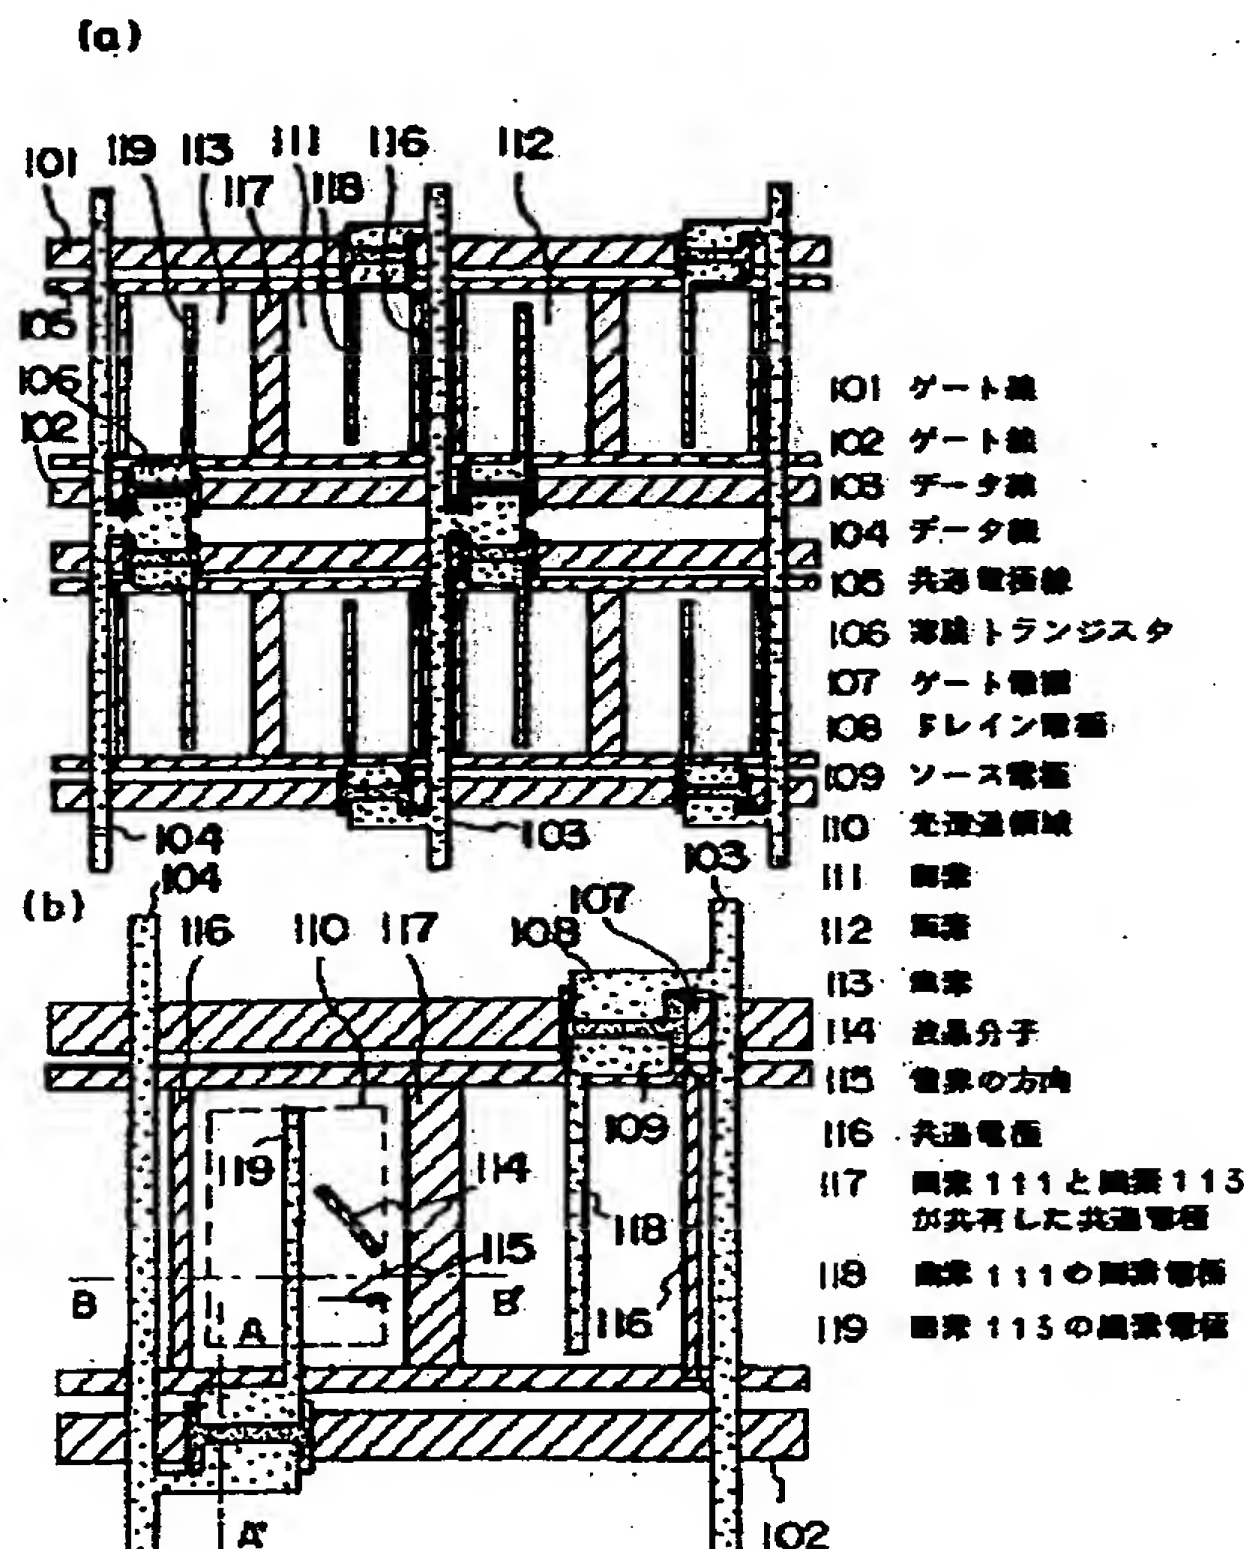 (a)
101 119 113 111 116 112
117 118
105
106
102
104
103
(b)
104
103
116 110 117 108 107
119
114
109
118
115
116
B
B'
A
A'
102
101 ゲート線
102 ゲート線
103 データ線
104 データ線
105 共通電極線
106 薄膜トランジスタ
107 ゲート電極
108 ドレイン電極
109 ソース電極
110 光透過領域
111 画素
112 画素
113 画素
114 液晶分子
115 電界の方向
116 共通電極
117 画素111と画素113
が共有した共通電極
118 画素111の画素電極
119 画素113の画素電極